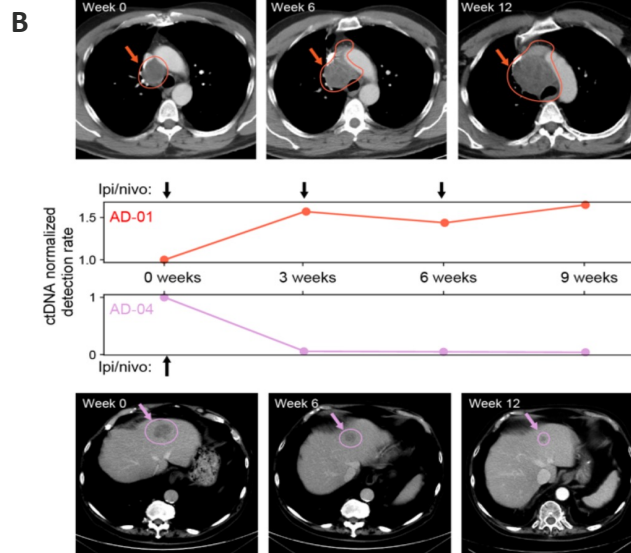 B
Week 0
Week 6
Week 12
Ipi/nivo:
ctDNA normalized
detection rate
1.5
1.0
AD-01
0 weeks
3 weeks
6 weeks
9 weeks
1
0
AD-04
Ipi/nivo:
Week 0
Week 6
Week 12